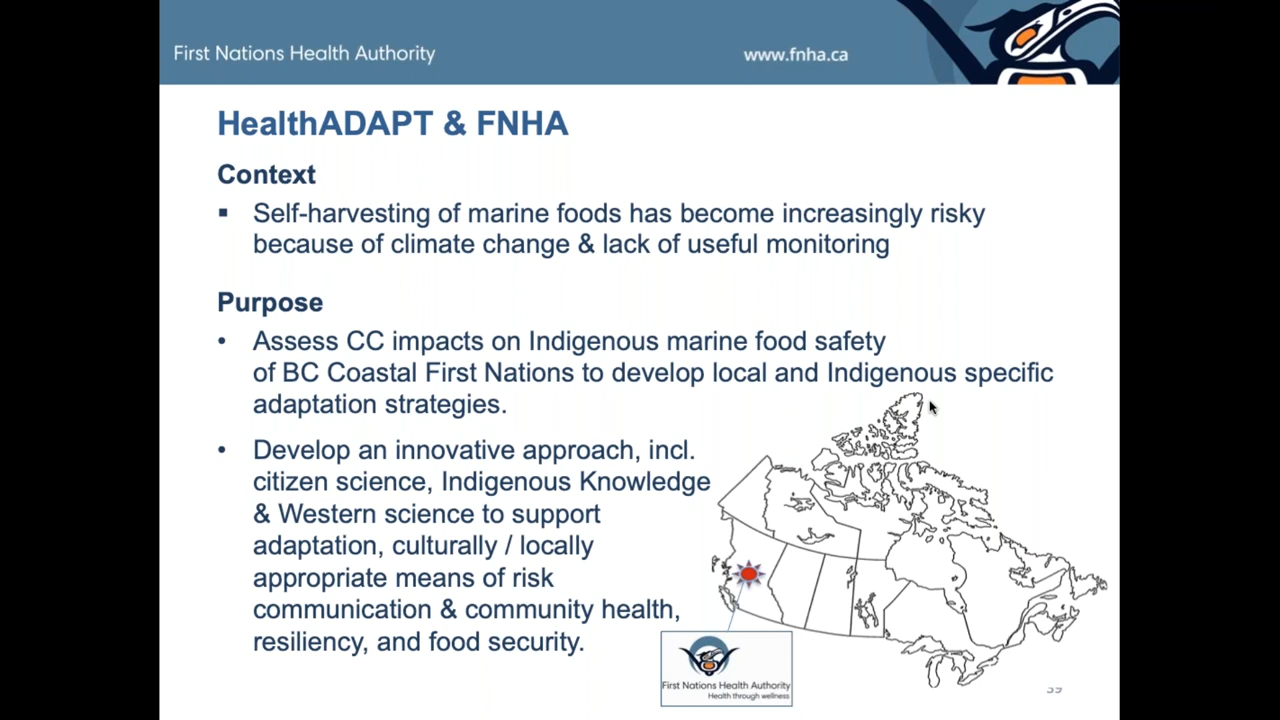 First Nations Health Authority
www.fnha.ca
HealthADAPT & FNHA
Context
▪ Self-harvesting of marine foods has become increasingly risky
because of climate change & lack of useful monitoring
Purpose
• Assess CC impacts on Indigenous marine food safety
of BC Coastal First Nations to develop local and Indigenous specific
adaptation strategies.
• Develop an innovative approach, incl.
citizen science, Indigenous Knowledge
& Western science to support
adaptation, culturally / locally
appropriate means of risk
communication & community health,
resiliency, and food security.
First Nations Health Authority
Health through wellness